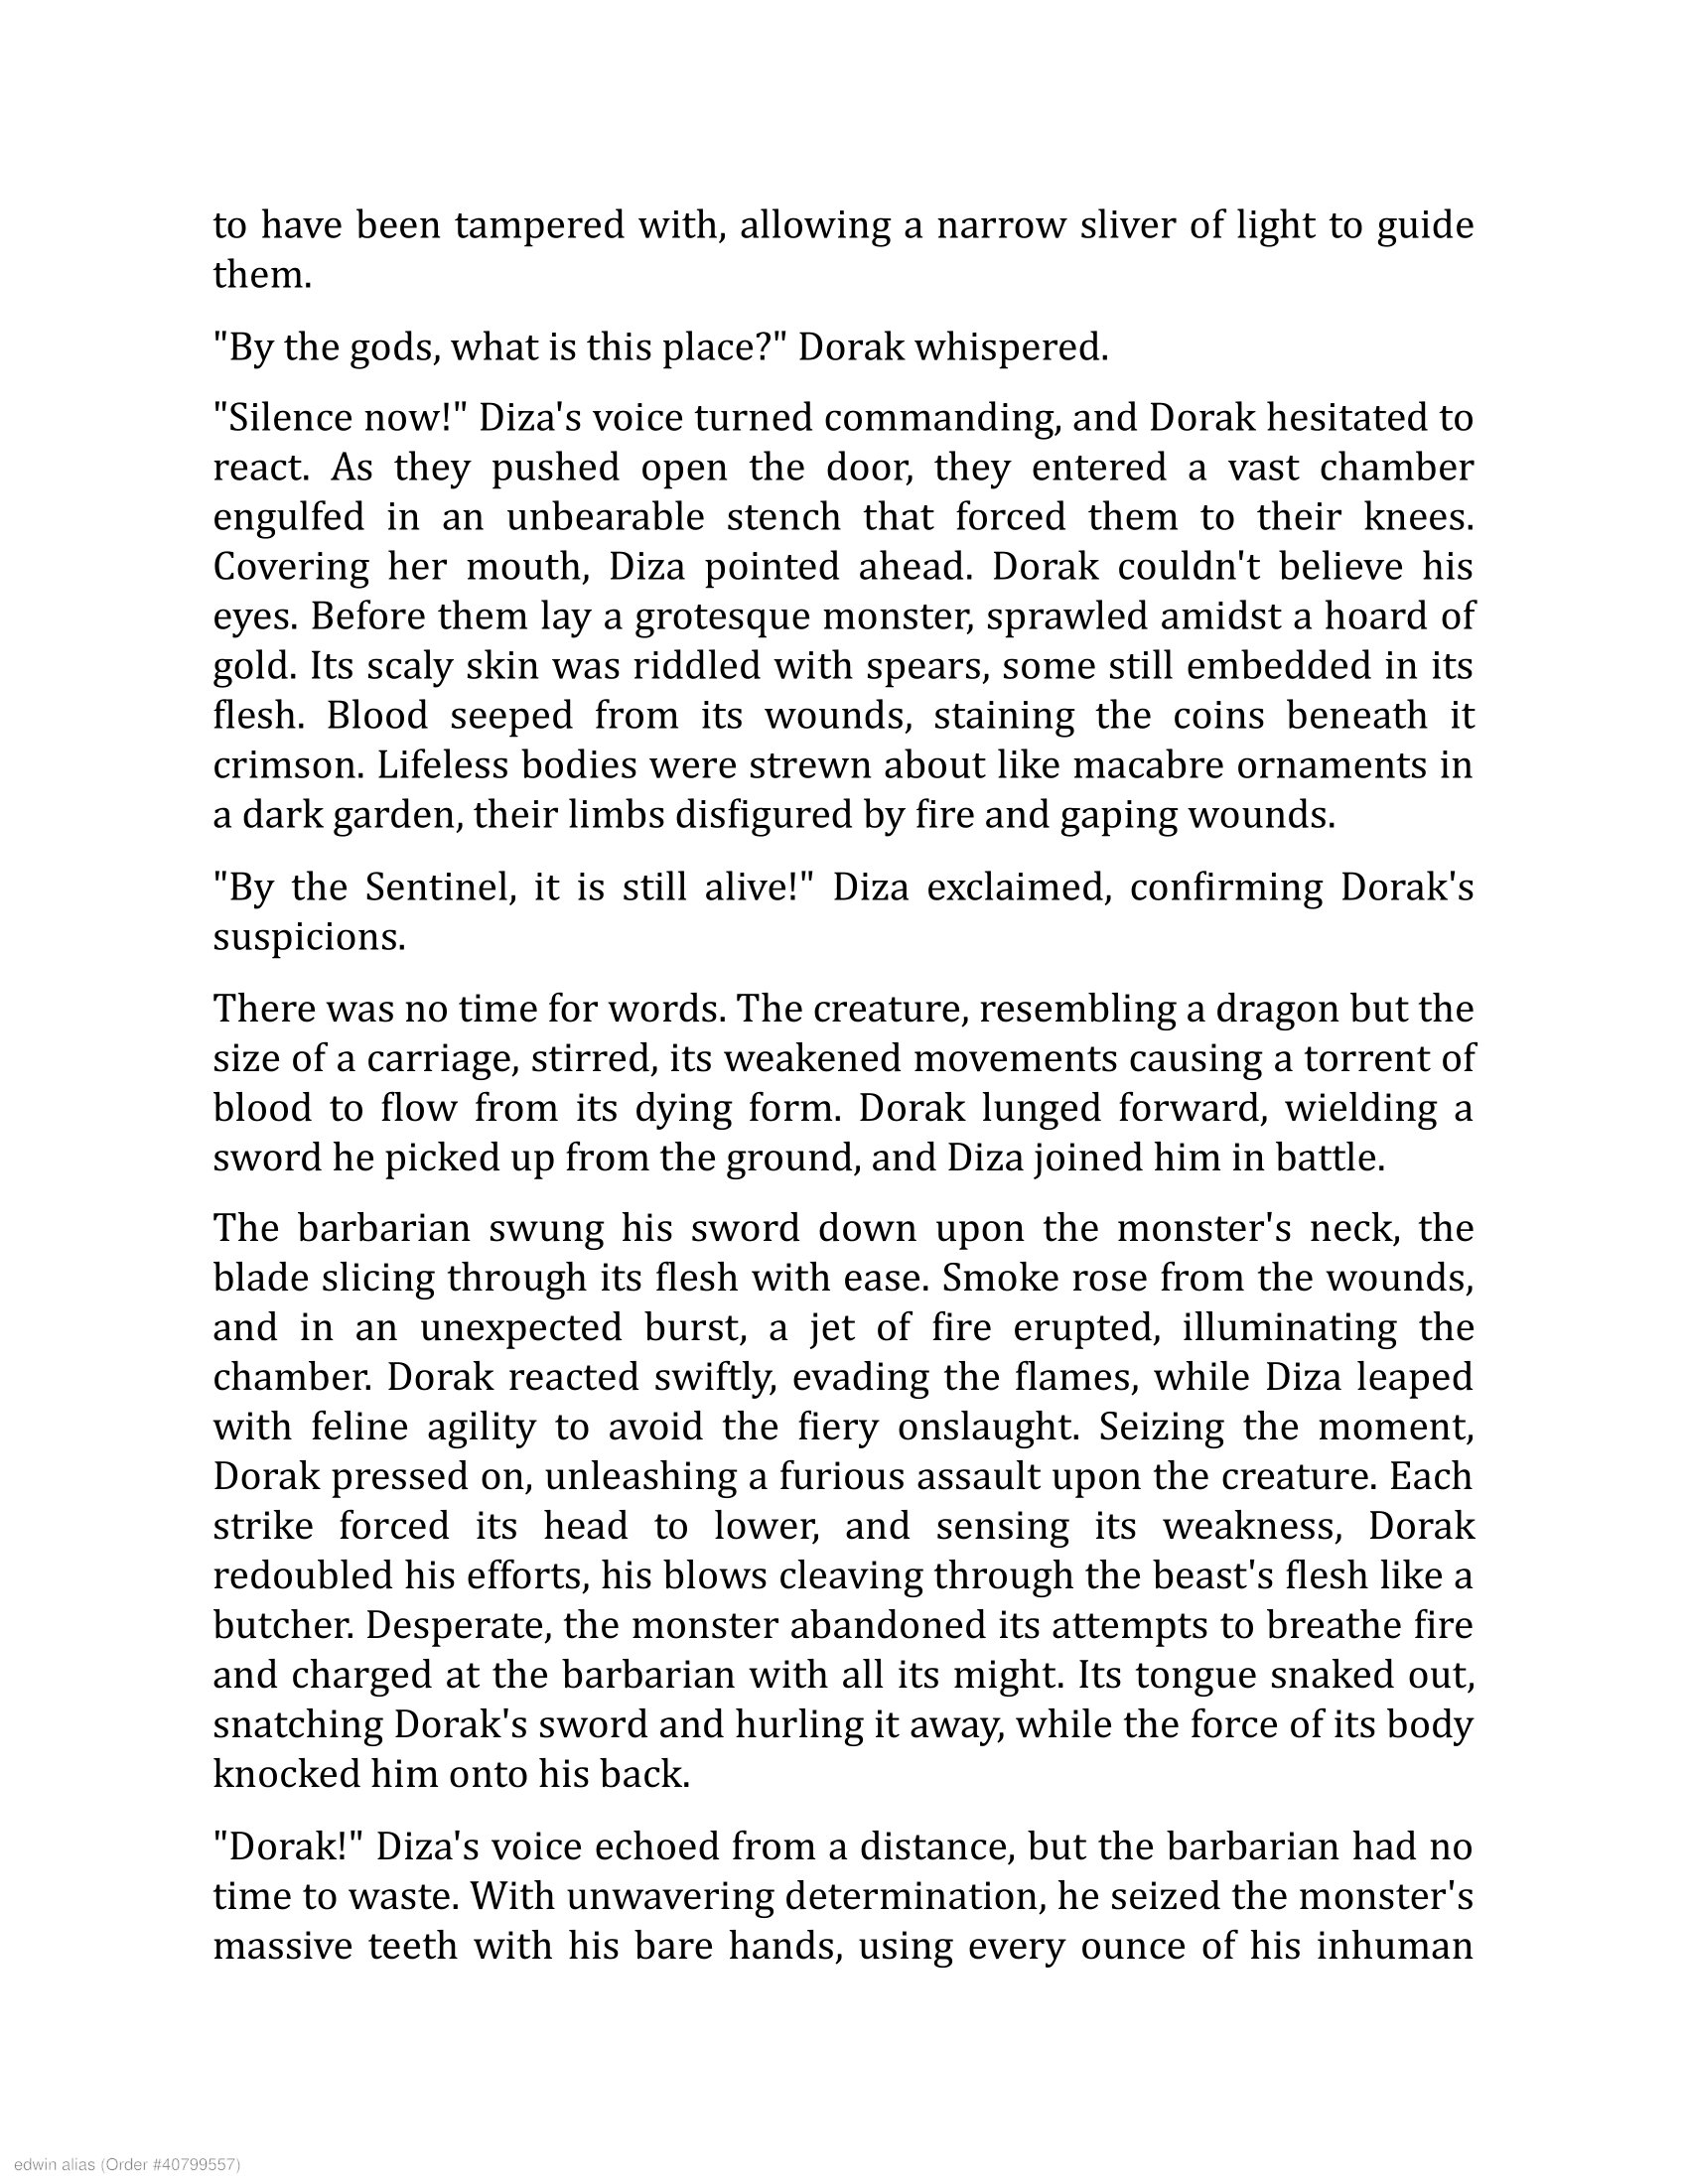 to have been tampered with, allowing a narrow sliver of light to guide
them.
"By the gods, what is this place?" Dorak whispered.
"Silence now!" Diza's voice turned commanding, and Dorak hesitated to
react. As they pushed open the door, they entered a vast chamber
engulfed in an unbearable stench that forced them to their knees.
Covering her mouth, Diza pointed ahead. Dorak couldn't believe his
eyes. Before them lay a grotesque monster, sprawled amidst a hoard of
gold. Its scaly skin was riddled with spears, some still embedded in its
flesh. Blood seeped from its wounds, staining the coins beneath it
crimson. Lifeless bodies were strewn about like macabre ornaments in
a dark garden, their limbs disfigured by fire and gaping wounds.
"By the Sentinel, it is still alive!" Diza exclaimed, confirming Dorak's
suspicions.
There was no time for words. The creature, resembling a dragon but the
size of a carriage, stirred, its weakened movements causing a torrent of
blood to flow from its dying form. Dorak lunged forward, wielding a
sword he picked up from the ground, and Diza joined him in battle.
The barbarian swung his sword down upon the monster's neck, the
blade slicing through its flesh with ease. Smoke rose from the wounds,
and in an unexpected burst, a jet of fire erupted, illuminating the
chamber. Dorak reacted swiftly, evading the flames, while Diza leaped
with feline agility to avoid the fiery onslaught. Seizing the moment,
Dorak pressed on, unleashing a furious assault upon the creature. Each
strike forced its head to lower, and sensing its weakness, Dorak
redoubled his efforts, his blows cleaving through the beast's flesh like a
butcher. Desperate, the monster abandoned its attempts to breathe fire
and charged at the barbarian with all its might. Its tongue snaked out,
snatching Dorak's sword and hurling it away, while the force of its body
knocked him onto his back.
"Dorak!" Diza's voice echoed from a distance, but the barbarian had no
time to waste. With unwavering determination, he seized the monster's
massive teeth with his bare hands, using every ounce of his inhuman
edwin alias (Order #40799557)